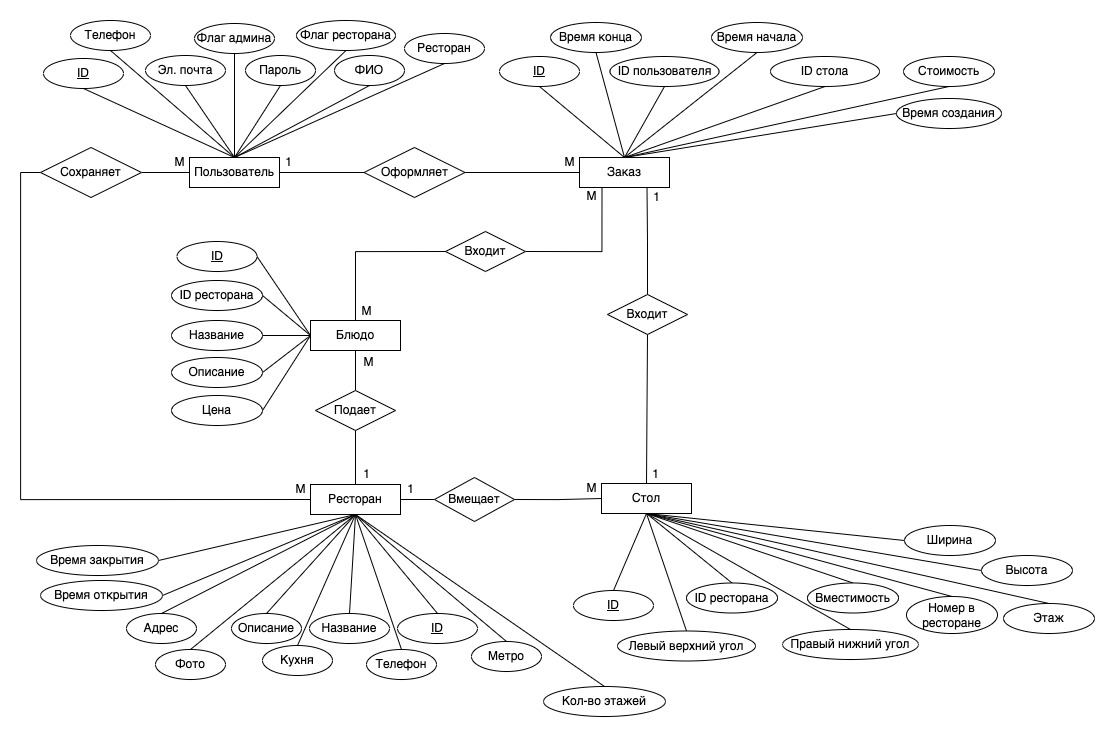 Телефон
Флаг админа
Флаг ресторана
Ресторан
ID
Эл. почта
Пароль
ФИО
Время конца
Время начала
ID
ID пользователя
ID стола
Стоимость
Время создания
Сохраняет
M
Пользователь
1
Оформляет
M
Заказ
M
1
Входит
ID
ID ресторана
Название
Описание
Цена
M
Блюдо
M
Входит
Подает
1
M
Ресторан
1
Вмещает
M
1
Стол
Время закрытия
Время открытия
Адрес
Фото
Описание
Кухня
Название
Телефон
ID
Метро
Кол-во этажей
ID
Левый верхний угол
ID ресторана
Правый нижний угол
Вместимость
Номер в
ресторане
Этаж
Высота
Ширина